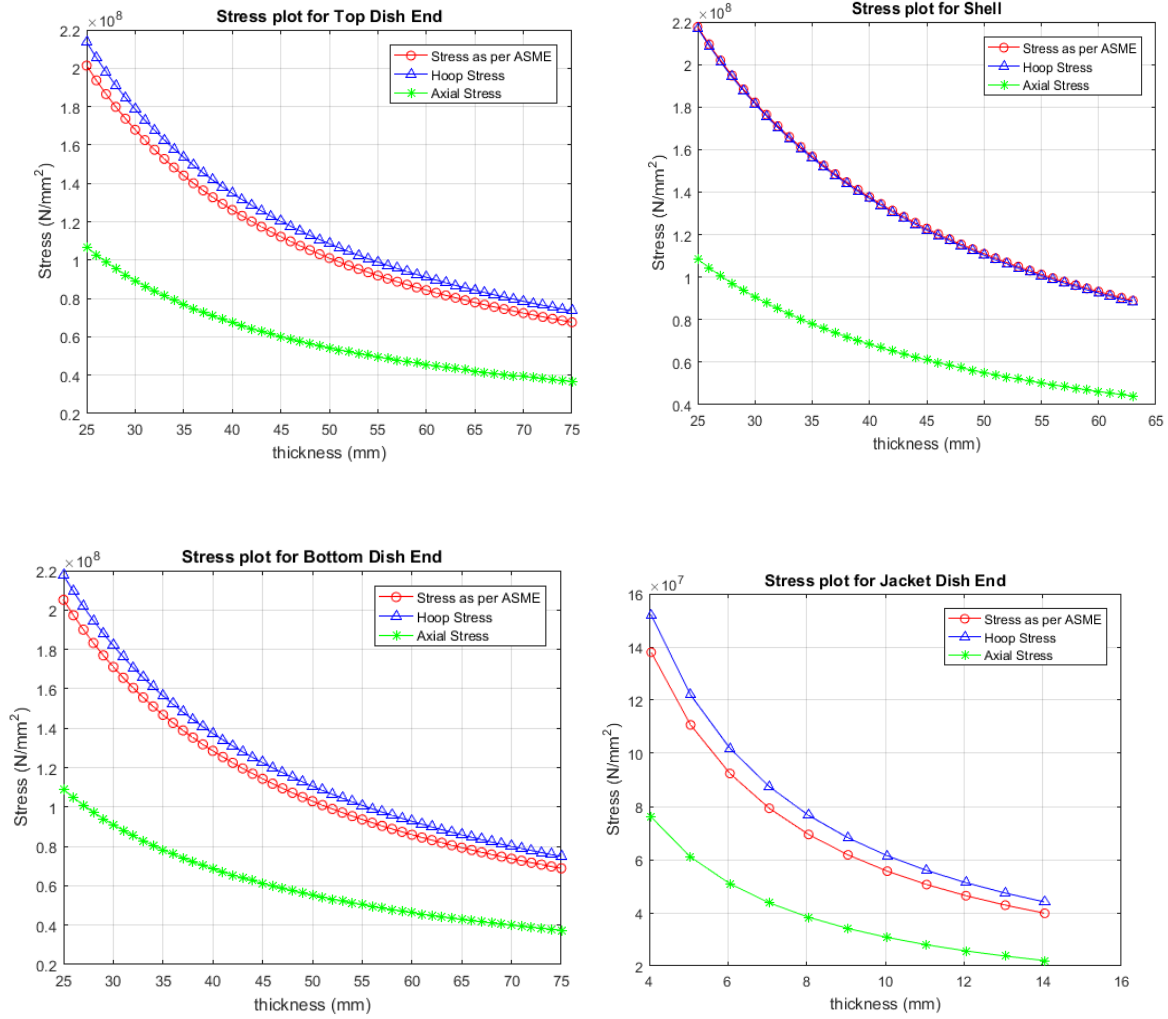 Stress plot for Top Dish End
×10^8
2.2
2
1.8
1.6
1.4
1.2
1
0.8
0.6
0.4
0.2
Stress (N/mm²)
25 30 35 40 45 50 55 60 65 70 75
thickness (mm)
Stress as per ASME
Hoop Stress
Axial Stress
Stress plot for Shell
×10^8
2.2
2
1.8
1.6
1.4
1.2
1
0.8
0.6
0.4
Stress (N/mm²)
25 30 35 40 45 50 55 60 65
thickness (mm)
Stress as per ASME
Hoop Stress
Axial Stress
Stress plot for Bottom Dish End
×10^8
2.2
2
1.8
1.6
1.4
1.2
1
0.8
0.6
0.4
0.2
Stress (N/mm²)
25 30 35 40 45 50 55 60 65 70 75
thickness (mm)
Stress as per ASME
Hoop Stress
Axial Stress
Stress plot for Jacket Dish End
×10^7
16
14
12
10
8
6
4
2
Stress (N/mm²)
4 6 8 10 12 14 16
thickness (mm)
Stress as per ASME
Hoop Stress
Axial Stress